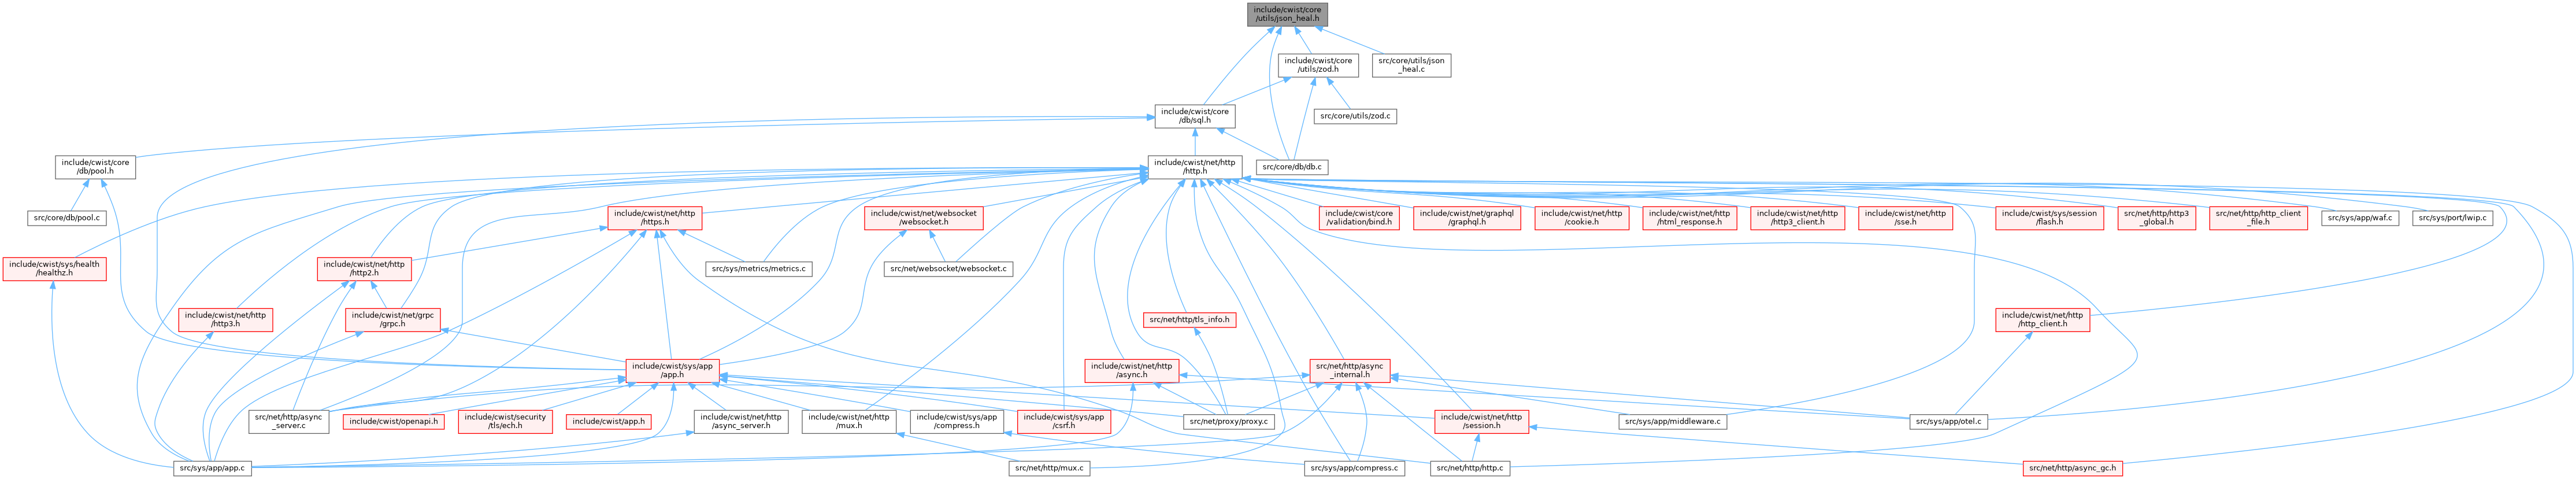 include/cwist/core
/utils/json_heal.h
include/cwist/core
/utils/zod.h
src/core/utils/json
_heal.c
include/cwist/core
/db/sql.h
src/core/utils/zod.c
include/cwist/core
/db/pool.h
include/cwist/net/http
/http.h
src/core/db/db.c
src/core/db/pool.c
include/cwist/net/http
/https.h
include/cwist/net/websocket
/websocket.h
include/cwist/core
/validation/bind.h
include/cwist/net/graphql
/graphql.h
include/cwist/net/http
/cookie.h
include/cwist/net/http
/html_response.h
include/cwist/net/http
/http3_client.h
include/cwist/net/http
/sse.h
include/cwist/sys/session
/flash.h
src/net/http/http3
_global.h
src/net/http/http_client
_file.h
src/sys/app/waf.c
src/sys/port/lwip.c
include/cwist/sys/health
/healthz.h
include/cwist/net/http
/http2.h
src/sys/metrics/metrics.c
src/net/websocket/websocket.c
include/cwist/net/http
/http3.h
include/cwist/net/grpc
/grpc.h
src/net/http/tls_info.h
include/cwist/net/http
/http_client.h
include/cwist/sys/app
/app.h
include/cwist/net/http
/async.h
src/net/http/async
_internal.h
src/net/http/async
_server.c
include/cwist/openapi.h
include/cwist/security
/tls/ech.h
include/cwist/app.h
include/cwist/net/http
/async_server.h
include/cwist/net/http
/mux.h
include/cwist/sys/app
/compress.h
include/cwist/sys/app
/csrf.h
src/net/proxy/proxy.c
include/cwist/net/http
/session.h
src/sys/app/middleware.c
src/sys/app/otel.c
src/sys/app/app.c
src/net/http/mux.c
src/sys/app/compress.c
src/net/http/http.c
src/net/http/async_gc.h